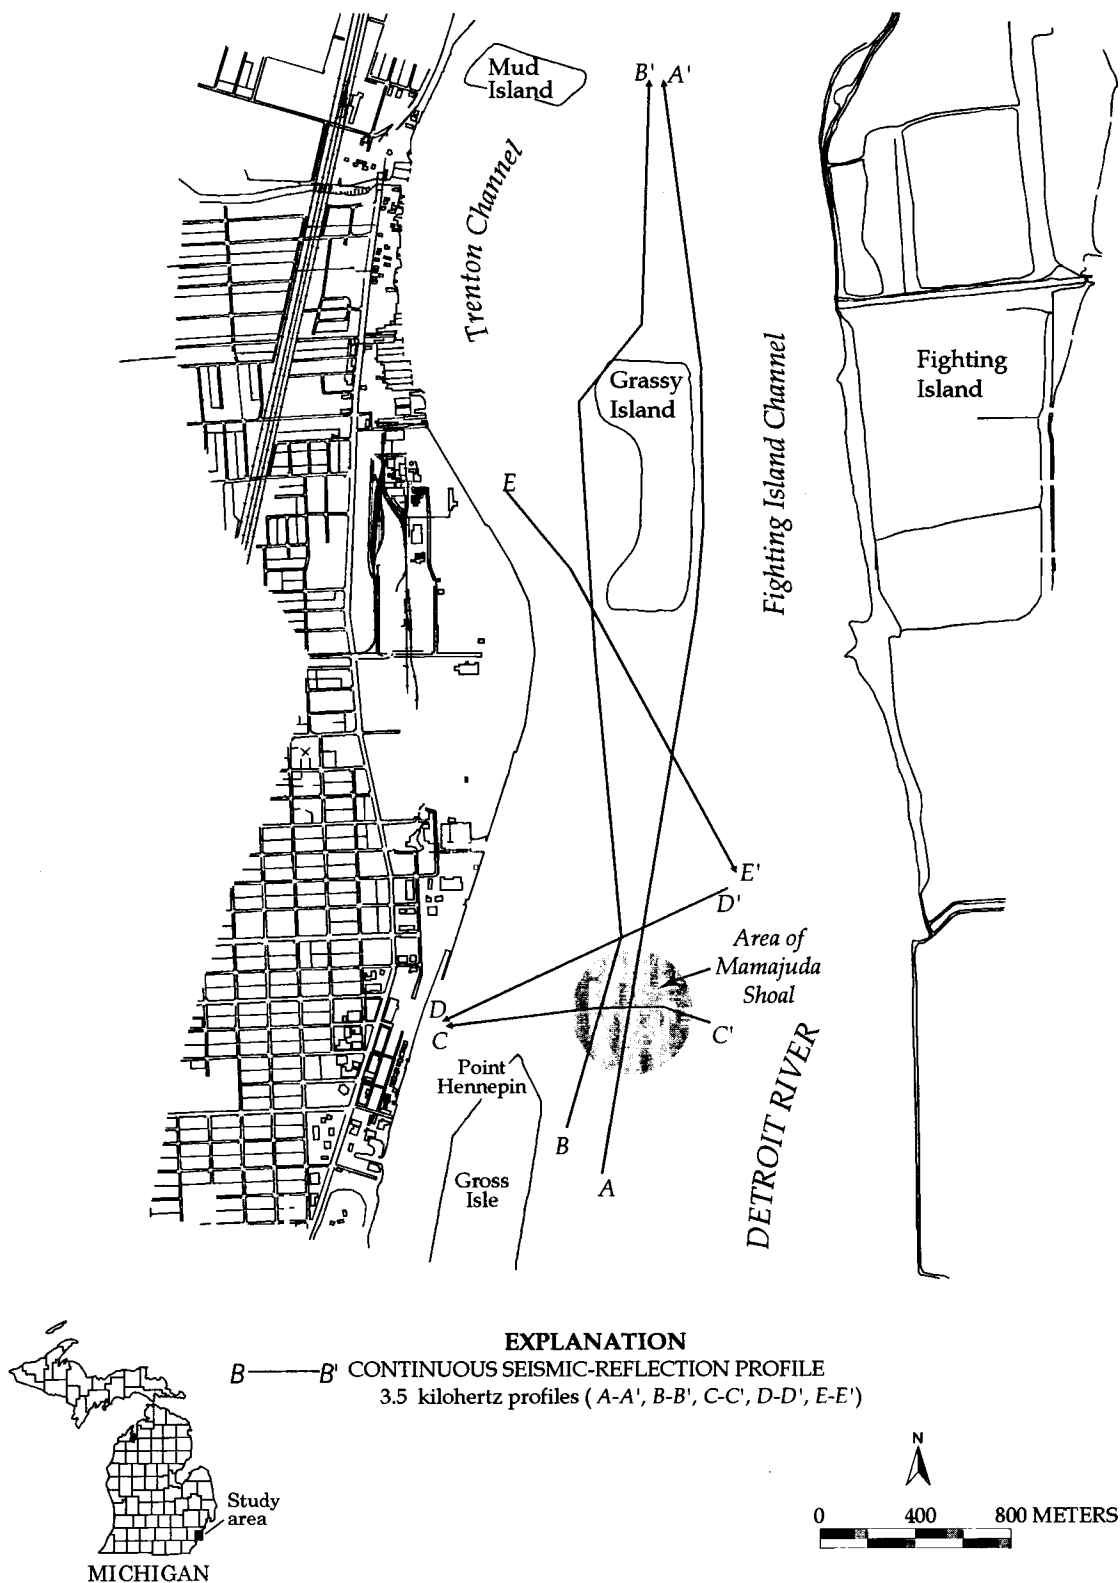 Mud
Island
B' A'
Trenton Channel
Grassy
Island
Fighting Island Channel
Fighting
Island
E
E'
D'
Area of
Mamajuda
Shoal
D
C
C'
Point
Hennepin
B
A
Gross
Isle
DETROIT RIVER
EXPLANATION
B B' CONTINUOUS SEISMIC-REFLECTION PROFILE
3.5 kilohertz profiles ( A-A', B-B', C-C', D-D', E-E')
Study
area
MICHIGAN
N
0 400 800 METERS